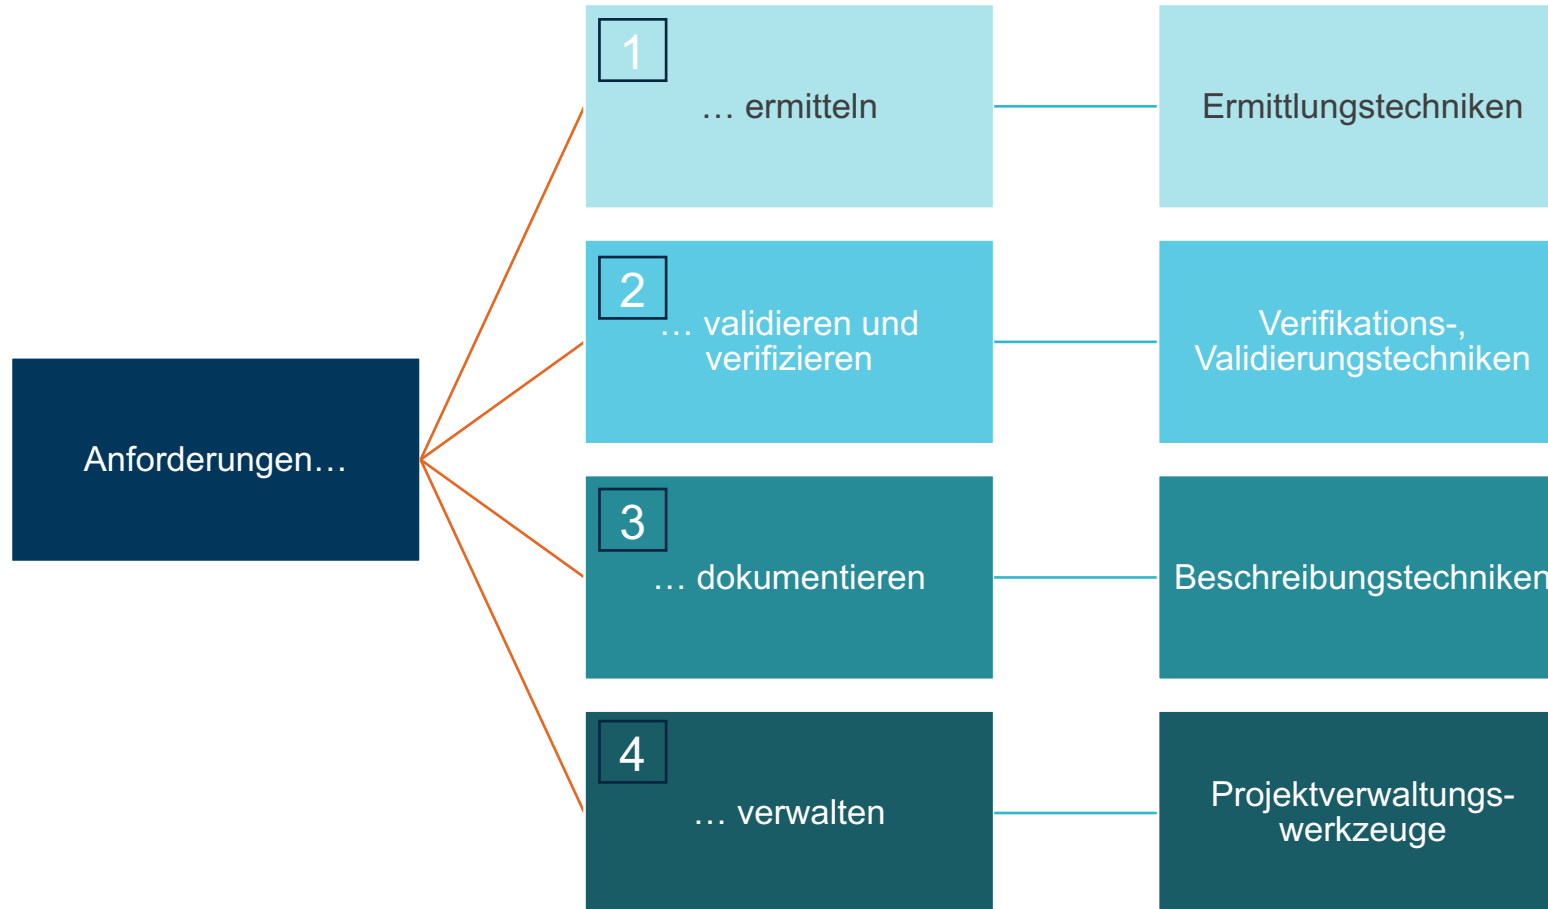 Anforderungen…
1
… ermitteln
Ermittlungstechniken
2
… validieren und
verifizieren
Verifikations-,
Validierungstechniken
3
… dokumentieren
Beschreibungstechniken
4
… verwalten
Projektverwaltungs-
werkzeuge